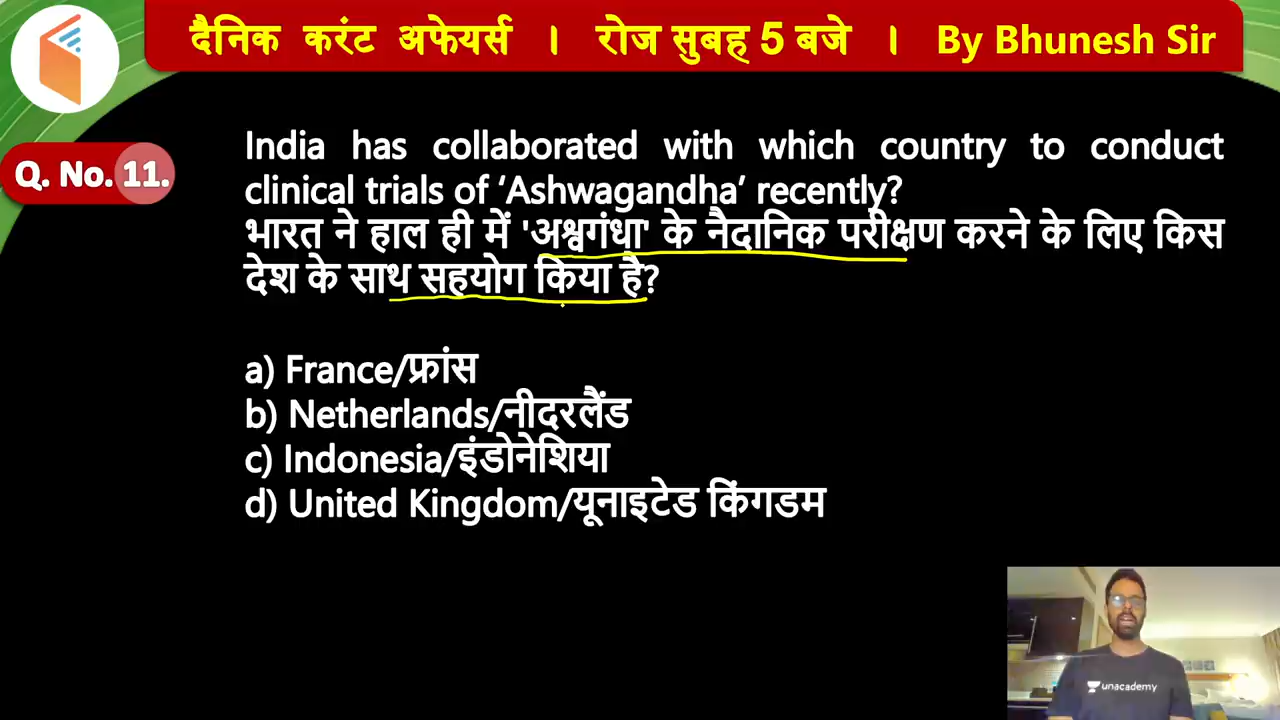 दैनिक करंट अफेयर्स । रोज सुबह 5 बजे । By Bhunesh Sir
Q. No. 11.
India has collaborated with which country to conduct
clinical trials of ‘Ashwagandha’ recently?
भारत ने हाल ही में 'अश्वगंधा' के नैदानिक परीक्षण करने के लिए किस
देश के साथ सहयोग किया है?
a) France/फ्रांस
b) Netherlands/नीदरलैंड
c) Indonesia/इंडोनेशिया
d) United Kingdom/यूनाइटेड किंगडम
unacademy